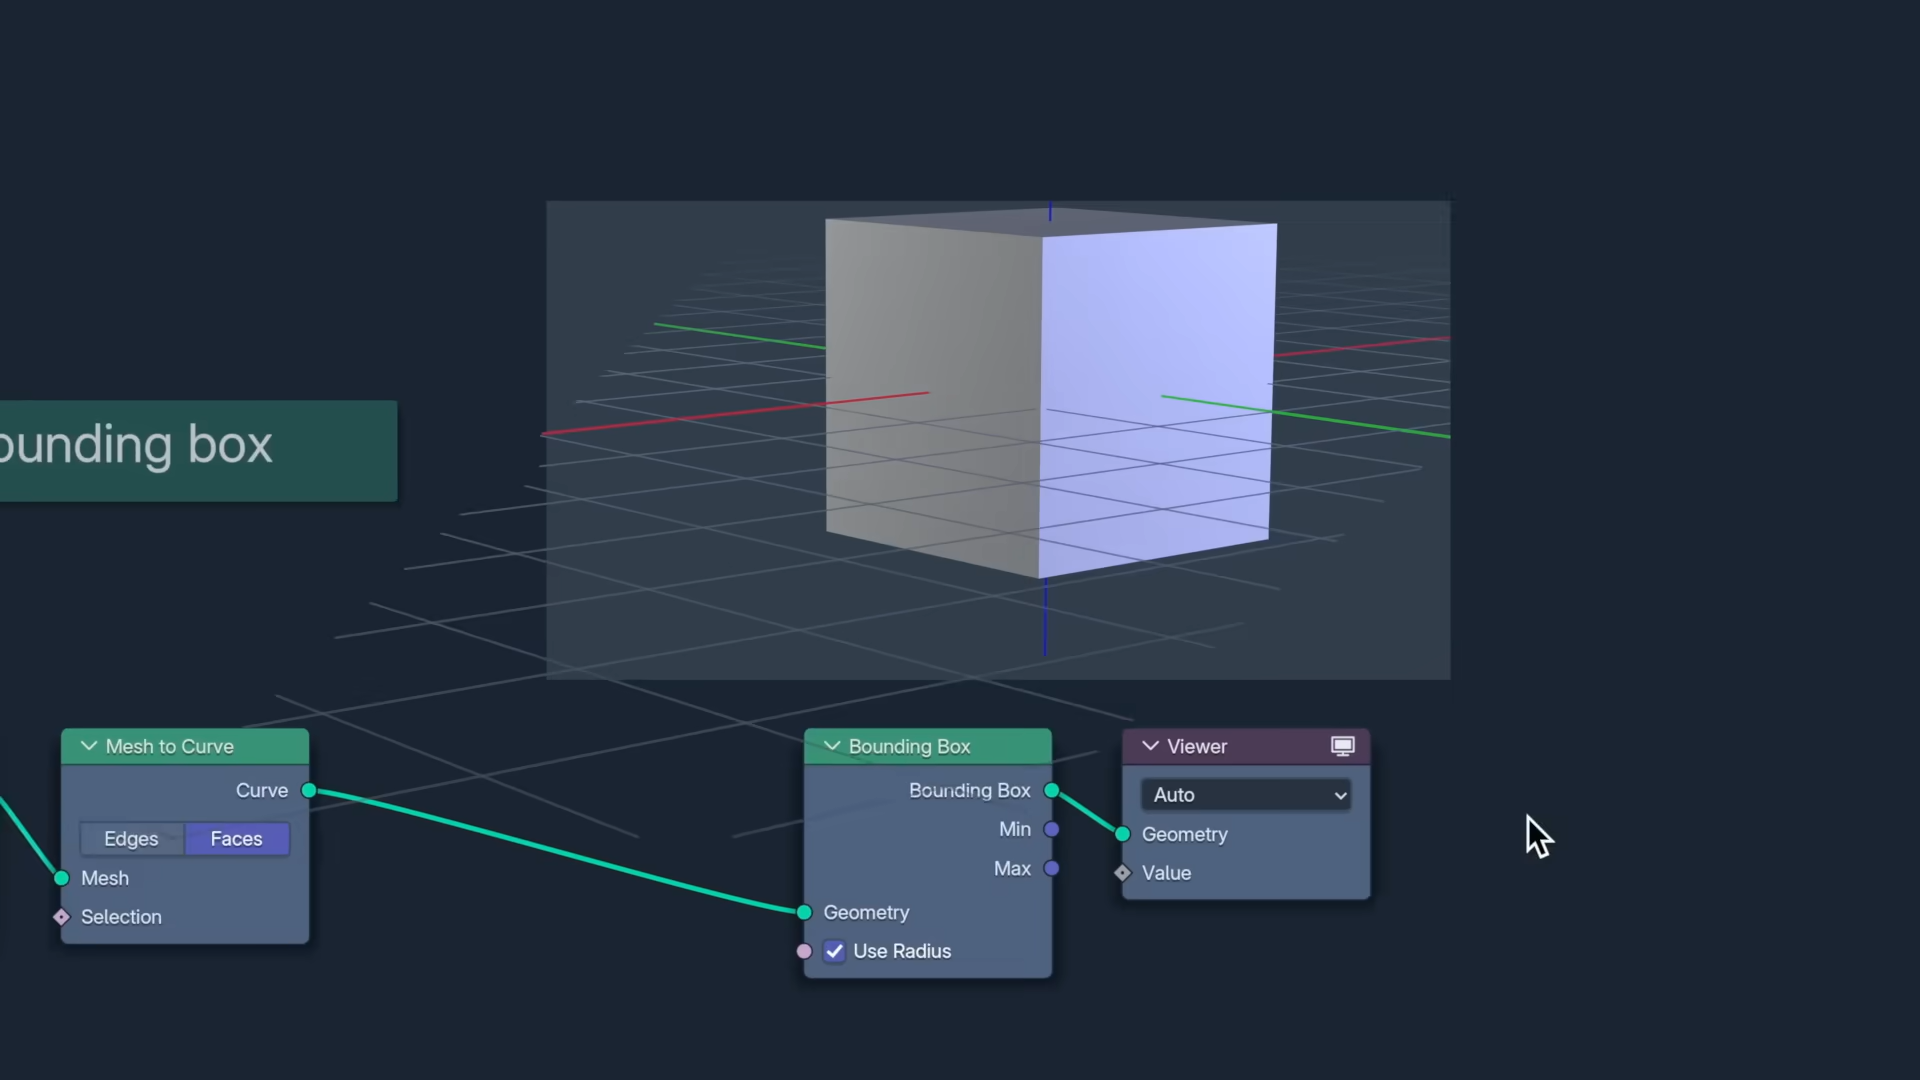 ounding box
Mesh to Curve
Curve
Edges Faces
Mesh
Selection
Bounding Box
Bounding Box
Min
Max
Geometry
Use Radius
Viewer
Auto
Geometry
Value